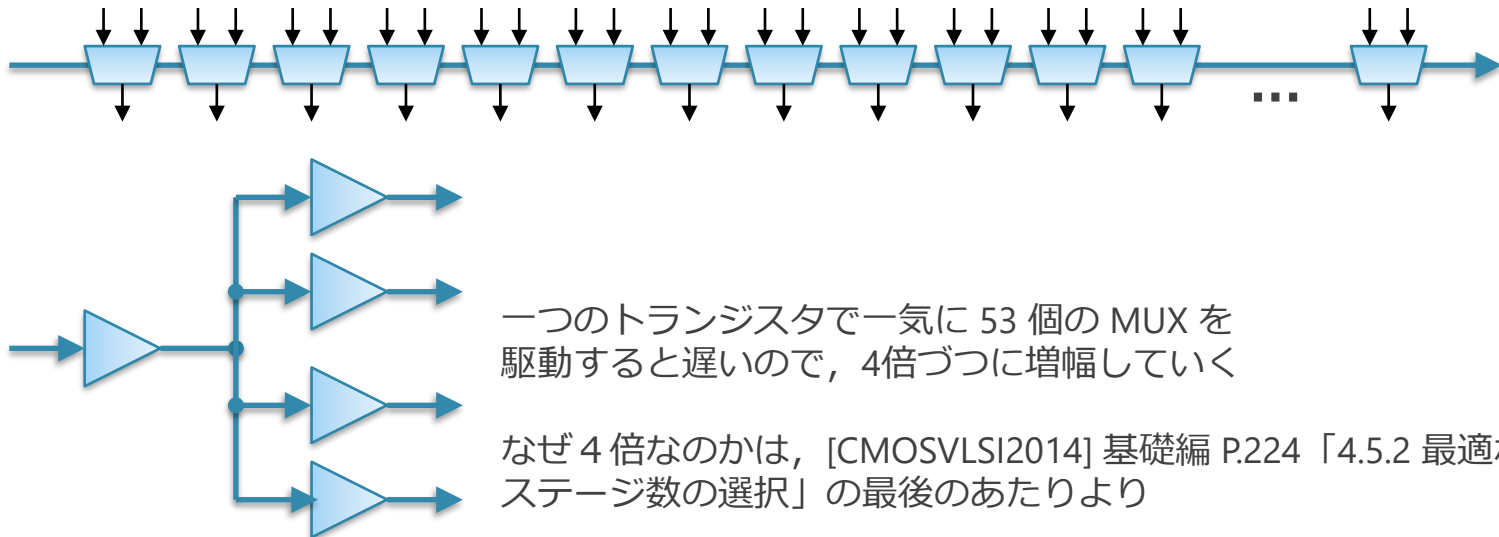 …
一つのトランジスタで一気に 53 個の MUX を
駆動すると遅いので，4倍づつに増幅していく
なぜ４倍なのかは，[CMOSVLSI2014] 基礎編 P.224「4.5.2 最適な
ステージ数の選択」の最後のあたりより